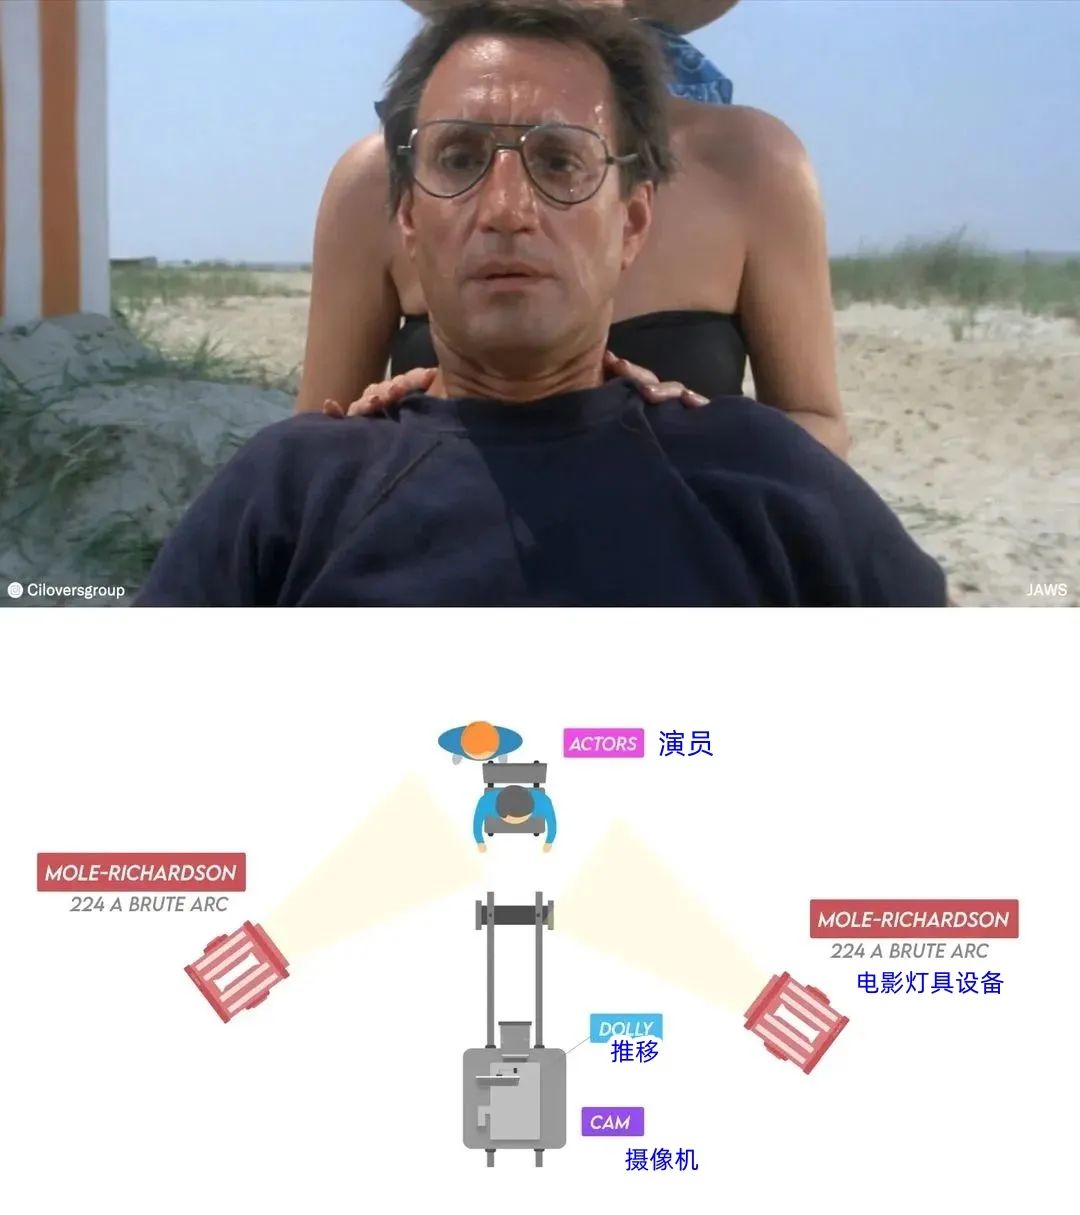 Ciloversgroup
JAWS
ACTORS 演员
MOLE-RICHARDSON
224 A BRUTE ARC
MOLE-RICHARDSON
224 A BRUTE ARC
电影灯具设备
DOLLY
推移
CAM
摄像机